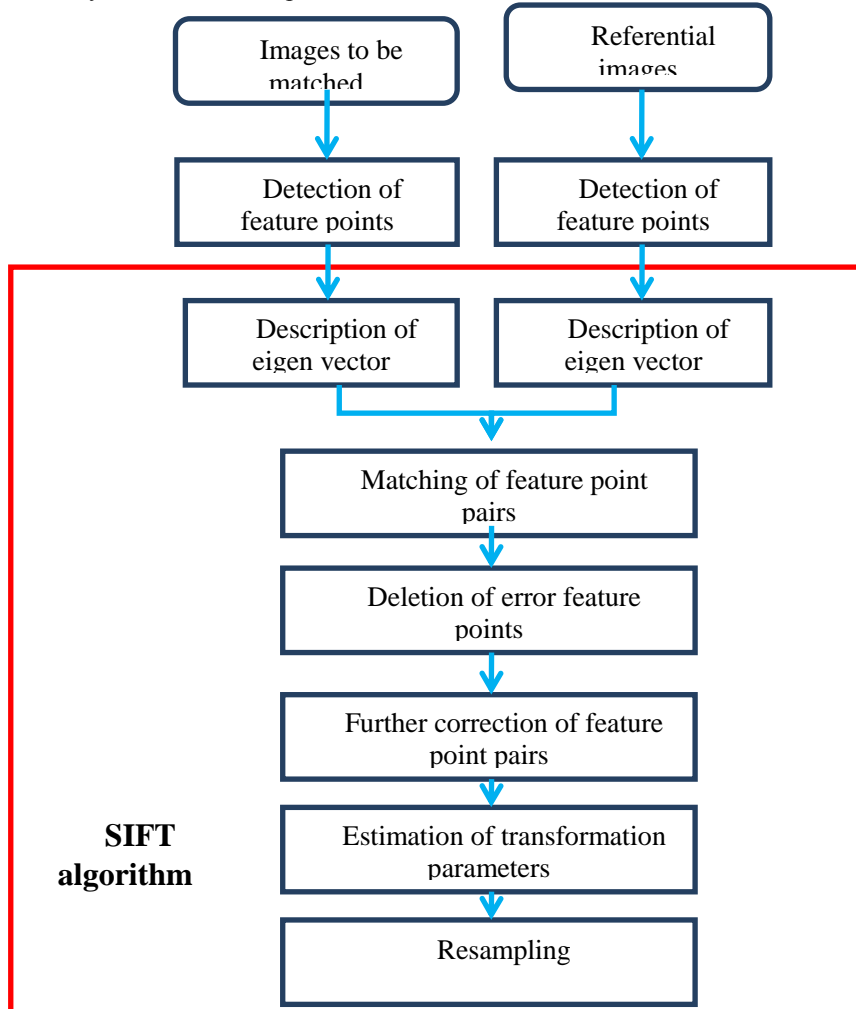 Images to be
matched
Referential
images
Detection of
feature points
Detection of
feature points
Description of
eigen vector
Description of
eigen vector
Matching of feature point
pairs
Deletion of error feature
points
Further correction of feature
point pairs
SIFT
algorithm
Estimation of transformation
parameters
Resampling